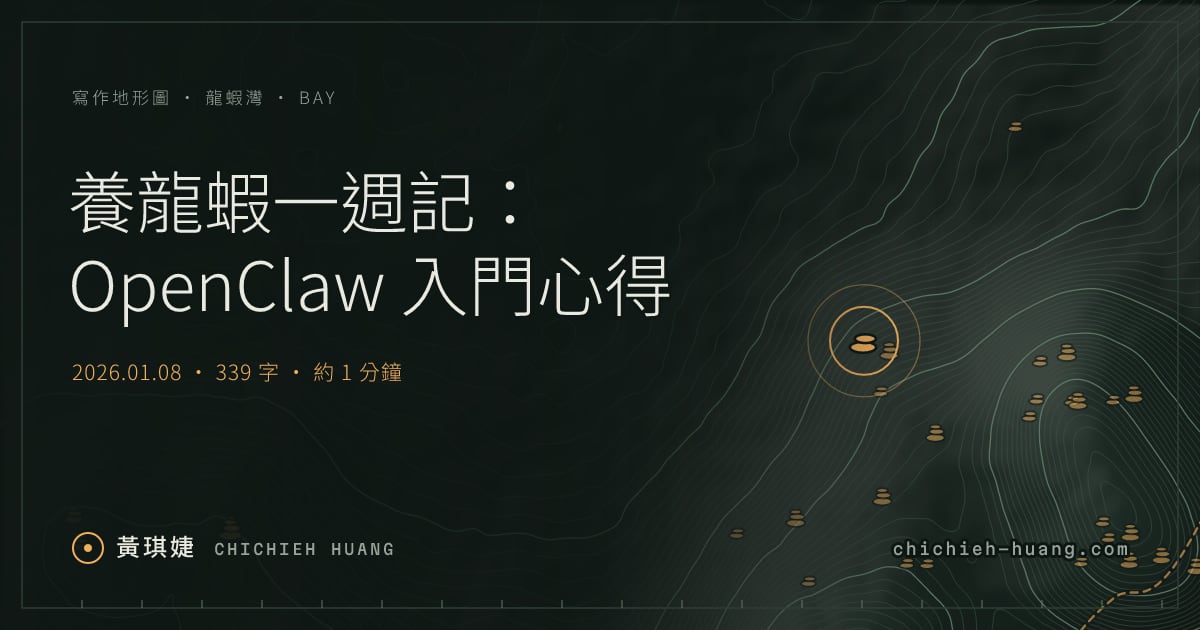 寫作地形圖 · 龍蝦灣 · BAY
養龍蝦一週記：
OpenClaw 入門心得
2026.01.08 · 339 字 · 約 1 分鐘
黃琪婕 CHICHIEH HUANG
chichieh-huang.com